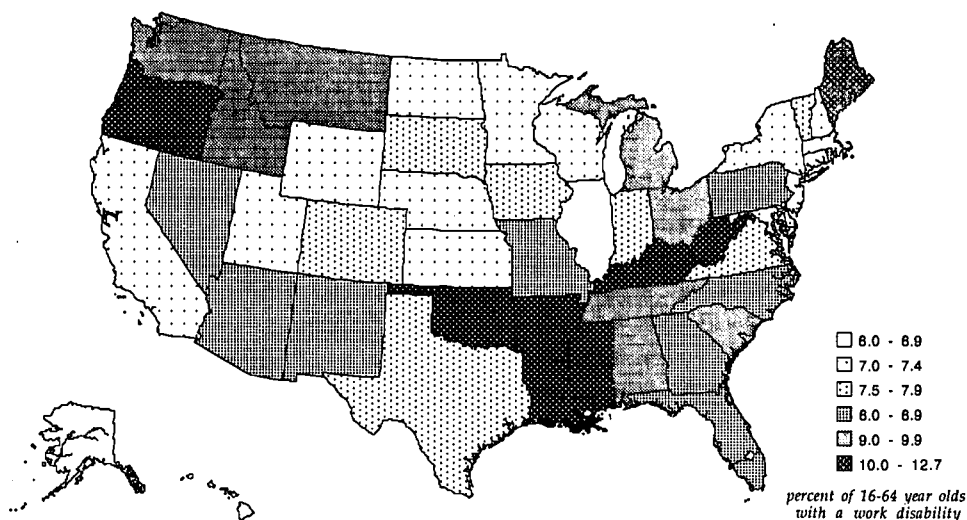 6.0 - 6.9
7.0 - 7.4
7.5 - 7.9
8.0 - 8.9
9.0 - 9.9
10.0 - 12.7
percent of 16-64 year olds
with a work disability